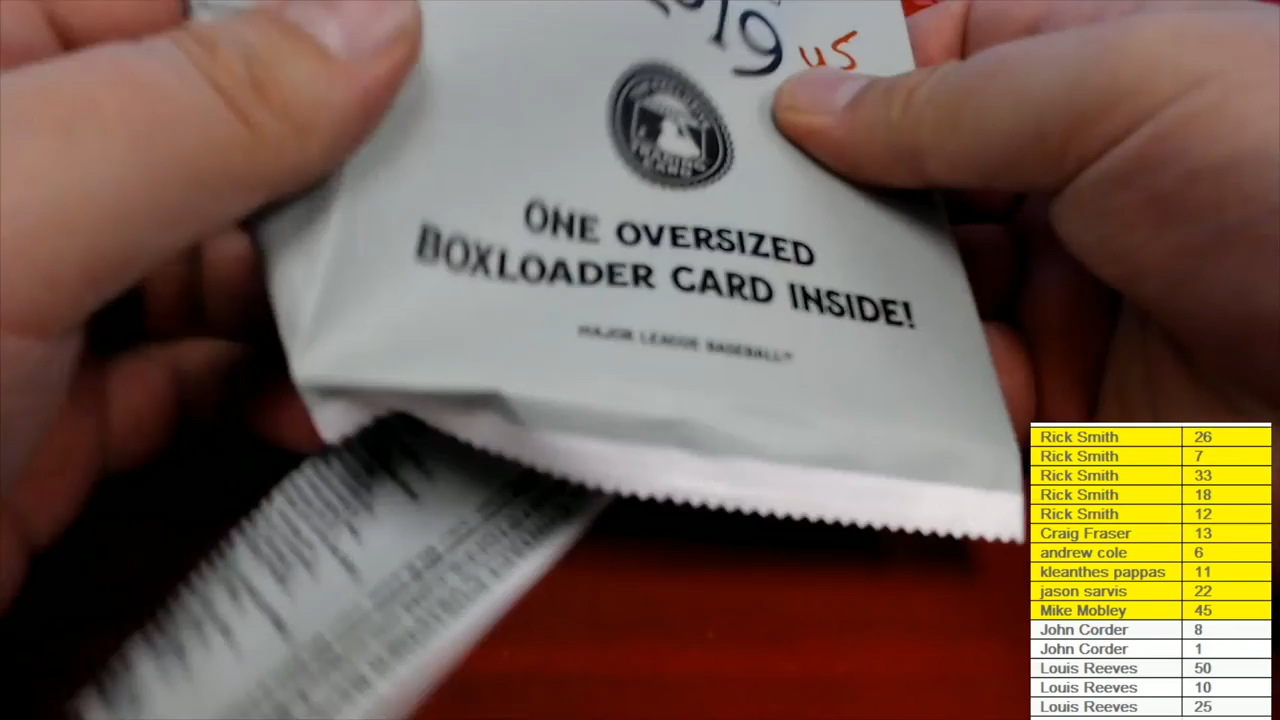 2019 us
TRADING
CARDS
ONE OVERSIZED
BOXLOADER CARD INSIDE!
MAJOR LEAGUE BASEBALL
Rick Smith 26
Rick Smith 7
Rick Smith 33
Rick Smith 18
Rick Smith 12
Craig Fraser 13
andrew cole 6
kleanthes pappas 11
jason sarvis 22
Mike Mobley 45
John Corder 8
John Corder 1
Louis Reeves 50
Louis Reeves 10
Louis Reeves 25